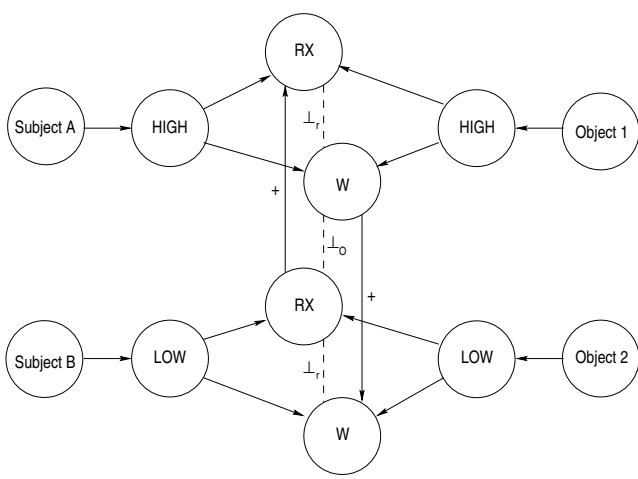 RX
Subject A
HIGH
⊥r
HIGH
Object 1
W
+
⊥O
+
RX
Subject B
LOW
⊥r
LOW
Object 2
W